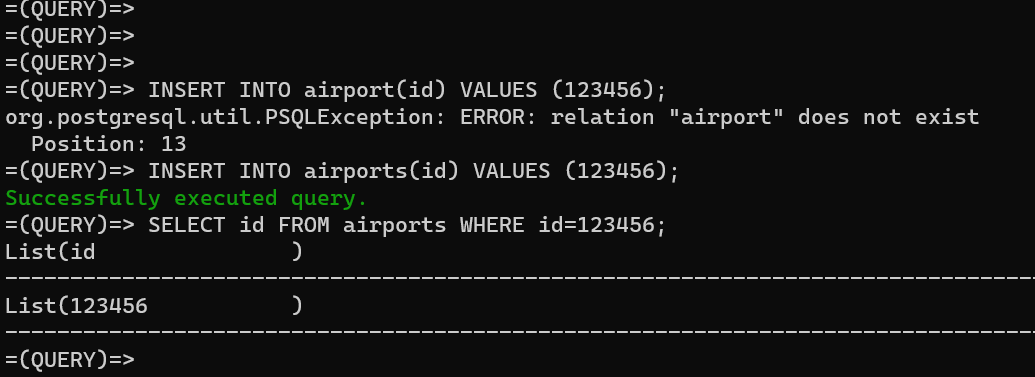 =(QUERY)=>
=(QUERY)=>
=(QUERY)=>
=(QUERY)=> INSERT INTO airport(id) VALUES (123456);
org.postgresql.util.PSQLException: ERROR: relation "airport" does not exist
  Position: 13
=(QUERY)=> INSERT INTO airports(id) VALUES (123456);
Successfully executed query.
=(QUERY)=> SELECT id FROM airports WHERE id=123456;
List(id               )
--------------------------------------------------------------------------------
List(123456           )
--------------------------------------------------------------------------------
=(QUERY)=>